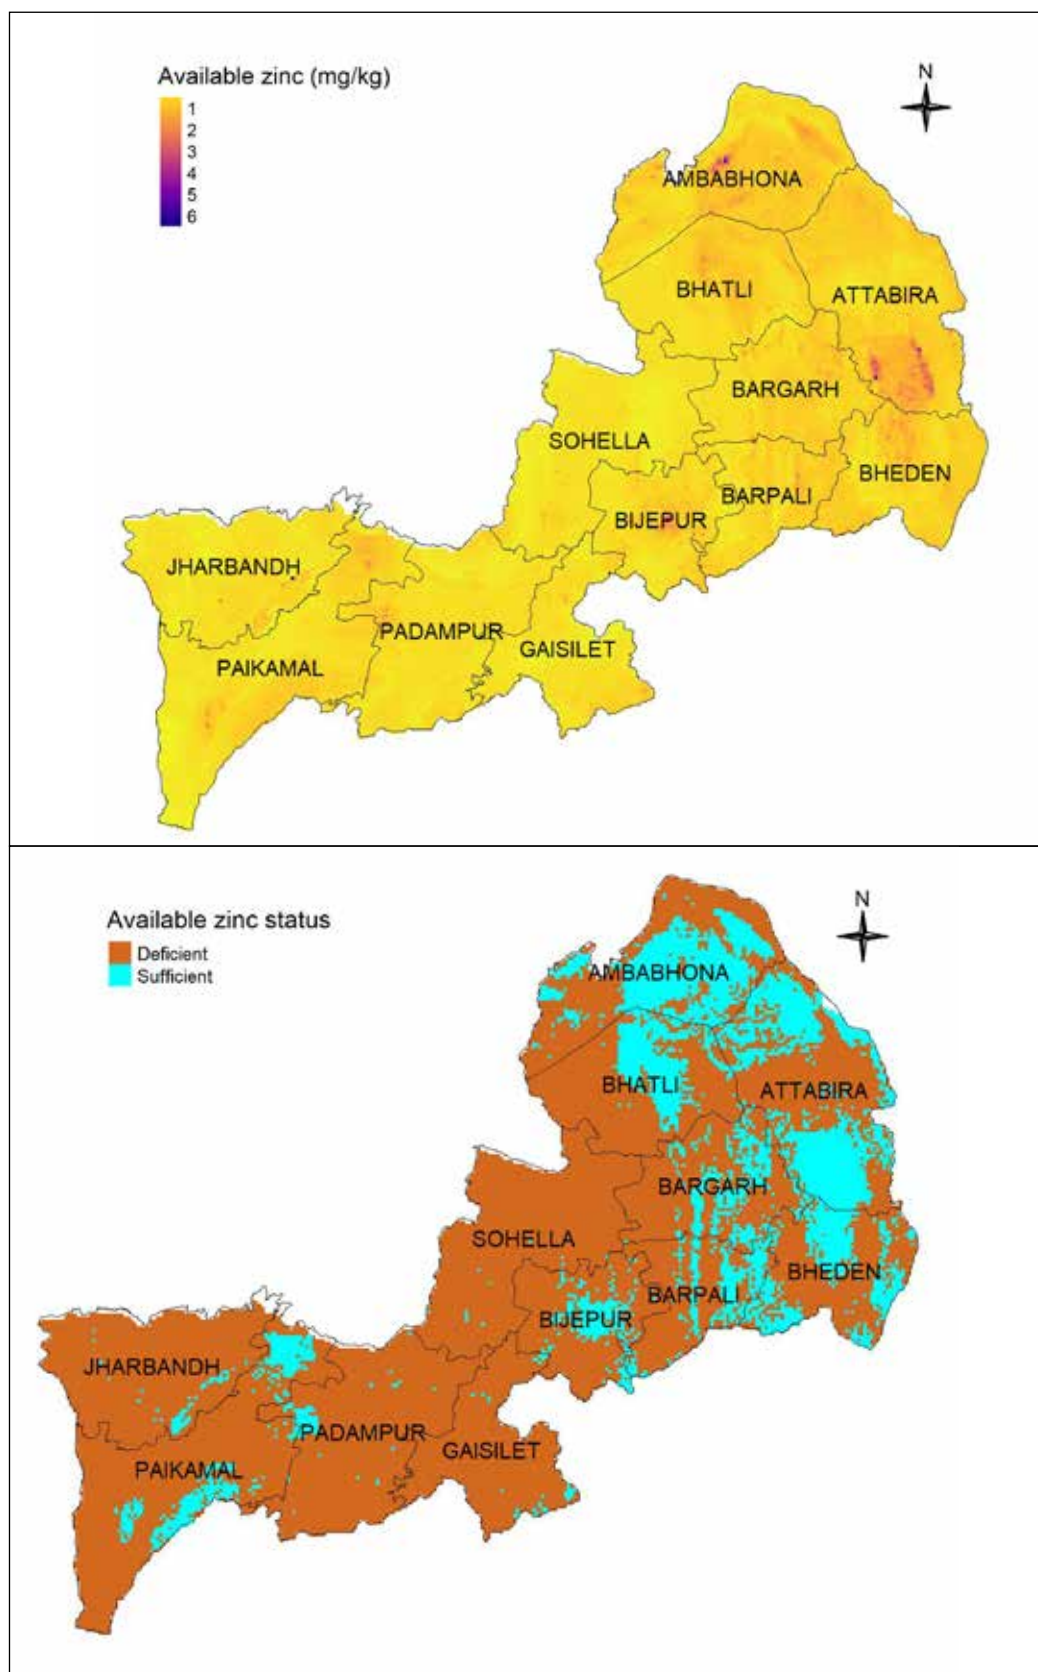 Available zinc (mg/kg)
1
2
3
4
5
6
N
AMBABHONA
BHATLI
ATTABIRA
BARGARH
SOHELLA
BHEDEN
BARPALI
BIJEPUR
JHARBANDH
PADAMPUR
GAISILET
PAIKAMAL
Available zinc status
Deficient
Sufficient
N
AMBABHONA
BHATLI
ATTABIRA
BARGARH
SOHELLA
BHEDEN
BARPALI
BIJEPUR
JHARBANDH
PADAMPUR
GAISILET
PAIKAMAL